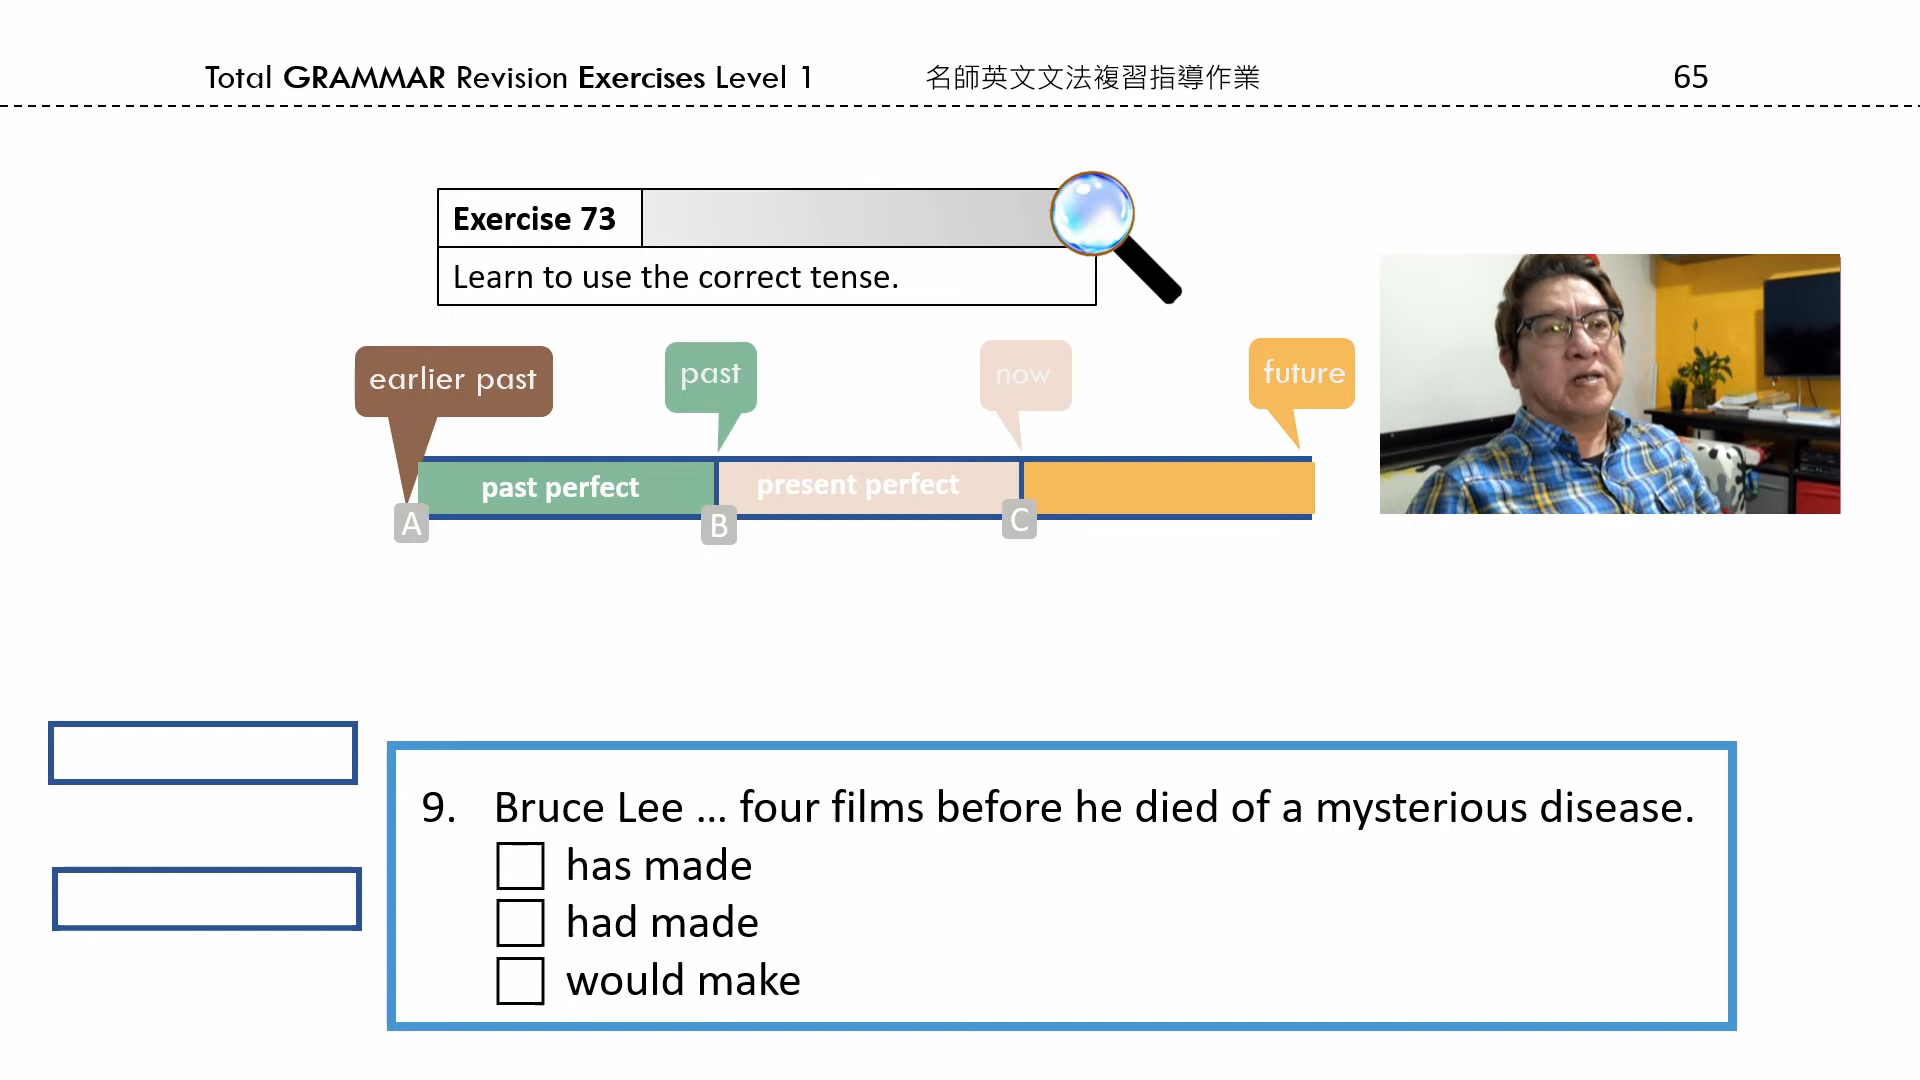 Total GRAMMAR Revision Exercises Level 1 名師英文文法複習指導作業 65
Exercise 73
Learn to use the correct tense.
earlier past past now future
past perfect present perfect
A B C
9. Bruce Lee ... four films before he died of a mysterious disease.
has made
had made
would make